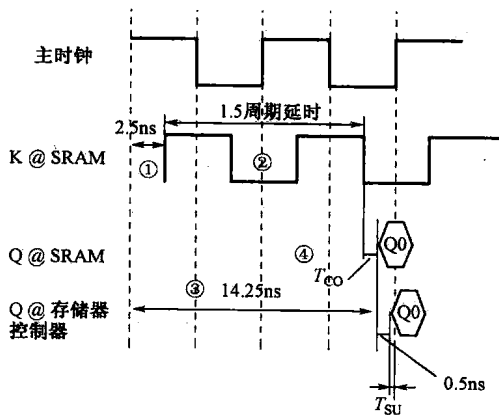 主时钟
1.5周期延时
2.5ns
K @ SRAM
①
②
Q @ SRAM
④
Q0
T_CO
③
14.25ns
Q @ 存储器
控制器
Q0
0.5ns
T_SU